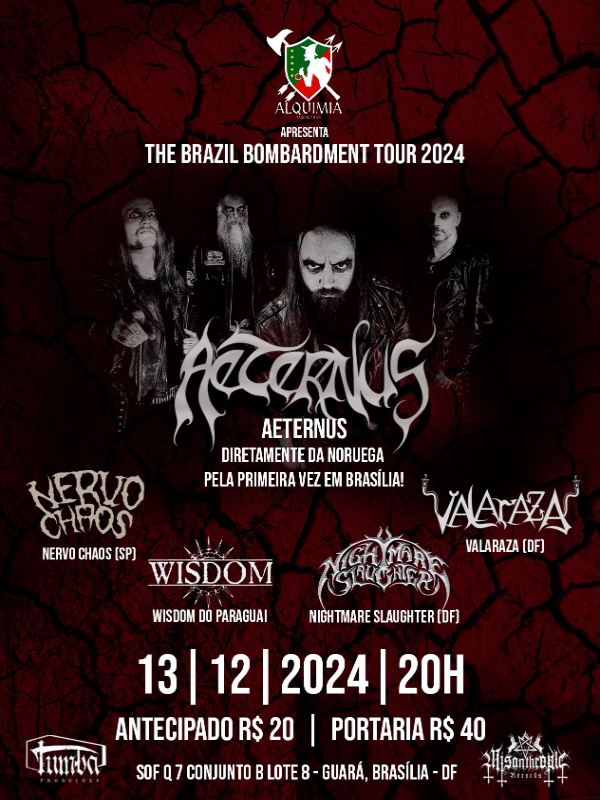 ALQUIMIA
APRESENTA
THE BRAZIL BOMBARDMENT TOUR 2024
AETERNUS
AETERNUS
DIRETAMENTE DA NORUEGA
PELA PRIMEIRA VEZ EM BRASÍLIA!
NERVO
CHAOS
NERVO CHAOS (SP)
VALARAZA
VALARAZA (DF)
WISDOM
WISDOM DO PARAGUAI
NIGHTMARE
SLAUGHTER
NIGHTMARE SLAUGHTER (DF)
13 | 12 | 2024 | 20H
ANTECIPADO R$ 20 | PORTARIA R$ 40
Tumba
PRODUÇÕES
SOF Q 7 CONJUNTO B LOTE 8 - GUARÁ, BRASÍLIA - DF
Misanthropic
Records